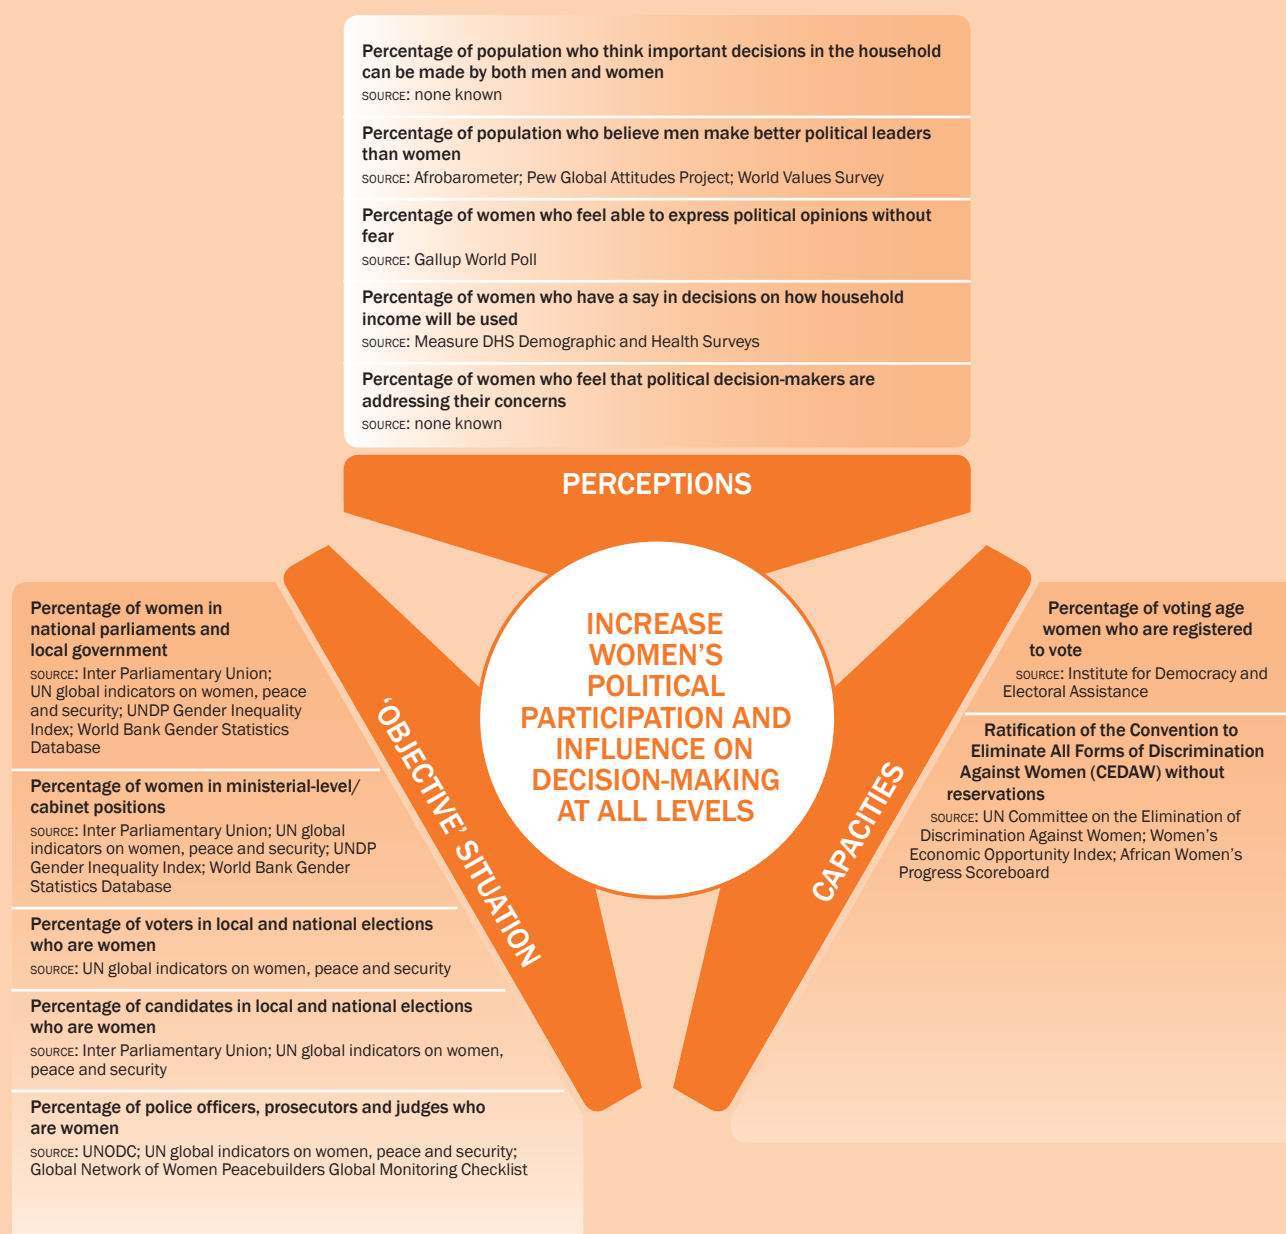 Percentage of population who think important decisions in the household
can be made by both men and women
SOURCE: none known
Percentage of population who believe men make better political leaders
than women
SOURCE: Afrobarometer; Pew Global Attitudes Project; World Values Survey
Percentage of women who feel able to express political opinions without
fear
SOURCE: Gallup World Poll
Percentage of women who have a say in decisions on how household
income will be used
SOURCE: Measure DHS Demographic and Health Surveys
Percentage of women who feel that political decision-makers are
addressing their concerns
SOURCE: none known
PERCEPTIONS
INCREASE
WOMEN'S
POLITICAL
PARTICIPATION AND
INFLUENCE ON
DECISION-MAKING
AT ALL LEVELS
'OBJECTIVE' SITUATION
Percentage of women in
national parliaments and
local government
SOURCE: Inter Parliamentary Union;
UN global indicators on women, peace
and security; UNDP Gender Inequality
Index; World Bank Gender Statistics
Database
Percentage of women in ministerial-level/
cabinet positions
SOURCE: Inter Parliamentary Union; UN global
indicators on women, peace and security; UNDP
Gender Inequality Index; World Bank Gender
Statistics Database
Percentage of voters in local and national elections
who are women
SOURCE: UN global indicators on women, peace and security
Percentage of candidates in local and national elections
who are women
SOURCE: Inter Parliamentary Union; UN global indicators on women,
peace and security
Percentage of police officers, prosecutors and judges who
are women
SOURCE: UNODC; UN global indicators on women, peace and security;
Global Network of Women Peacebuilders Global Monitoring Checklist
CAPACITIES
Percentage of voting age
women who are registered
to vote
SOURCE: Institute for Democracy and
Electoral Assistance
Ratification of the Convention to
Eliminate All Forms of Discrimination
Against Women (CEDAW) without
reservations
SOURCE: UN Committee on the Elimination of
Discrimination Against Women; Women's
Economic Opportunity Index; African Women's
Progress Scoreboard